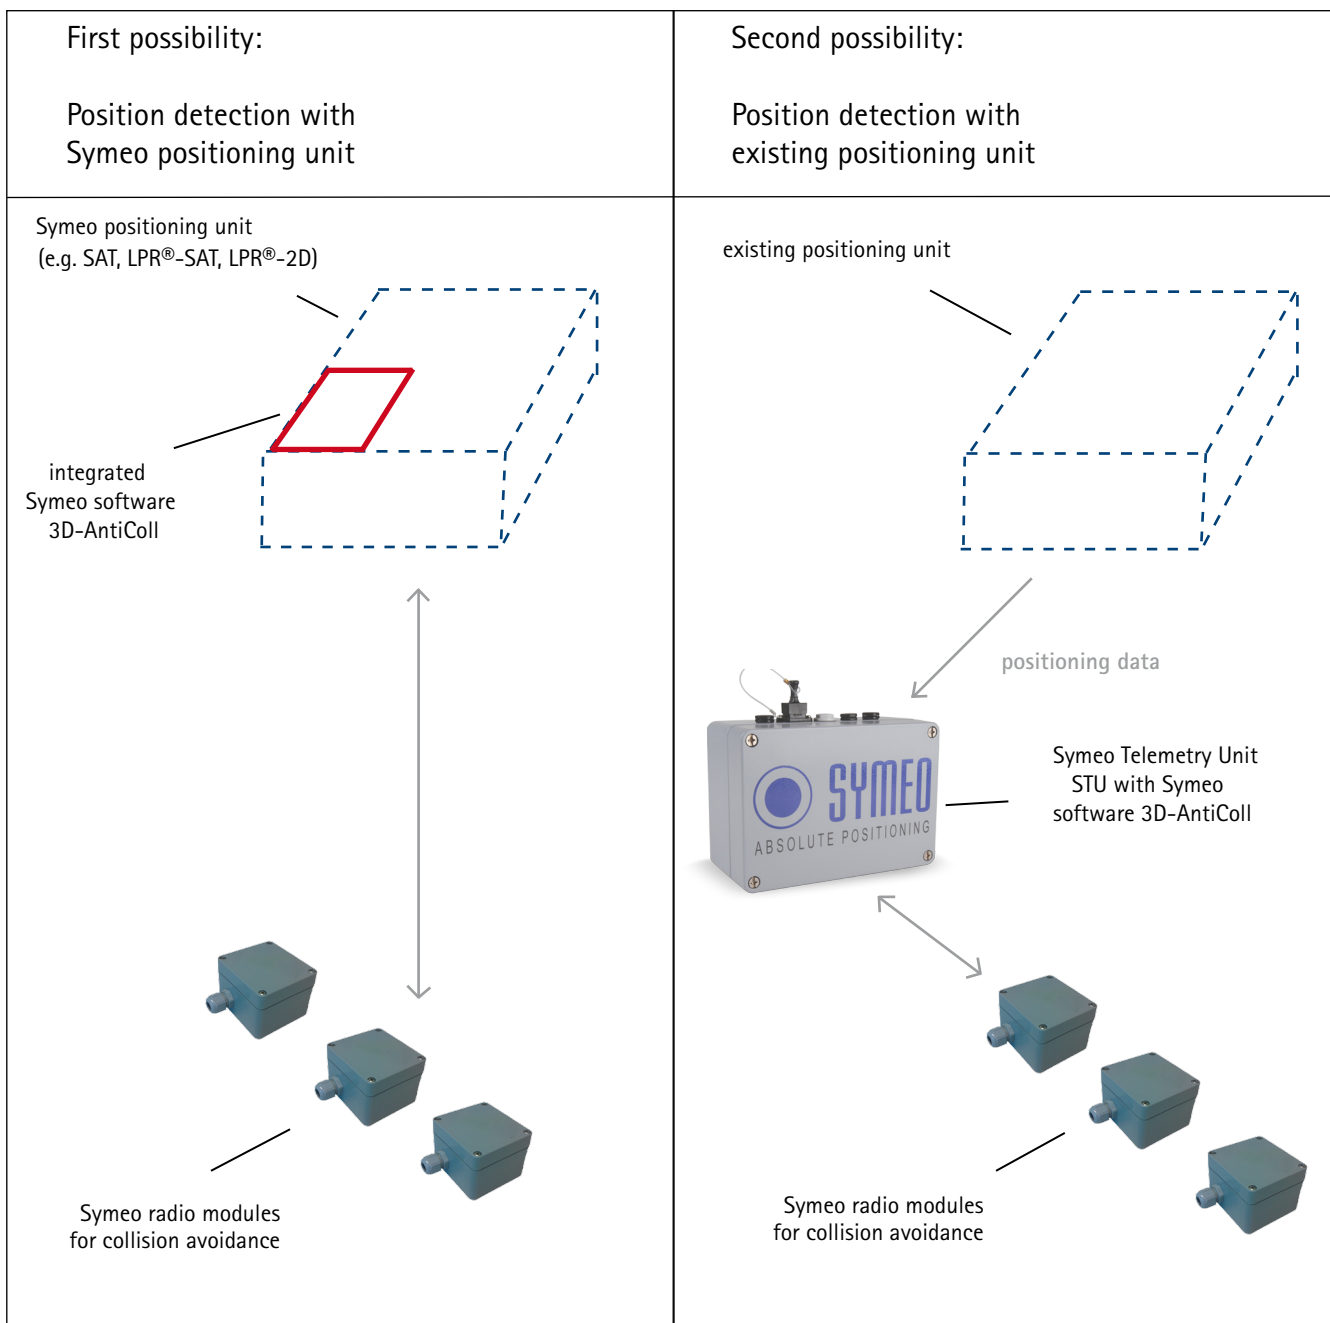 First possibility:
Position detection with
Symeo positioning unit
Symeo positioning unit
(e.g. SAT, LPR®-SAT, LPR®-2D)
integrated
Symeo software
3D-AntiColl
Symeo radio modules
for collision avoidance
Second possibility:
Position detection with
existing positioning unit
existing positioning unit
positioning data
SYMEO
ABSOLUTE POSITIONING
Symeo Telemetry Unit
STU with Symeo
software 3D-AntiColl
Symeo radio modules
for collision avoidance